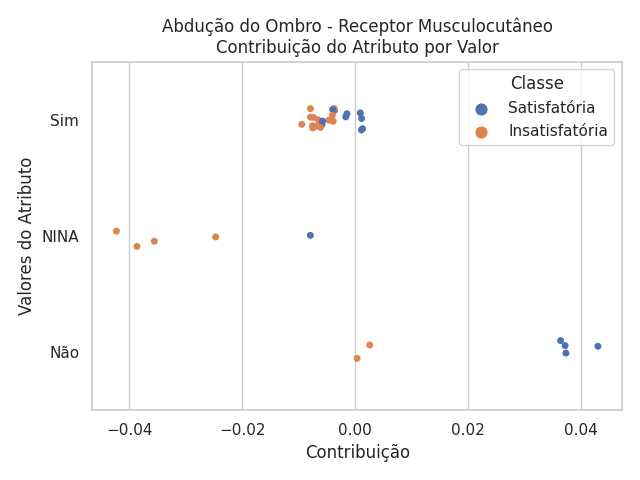 Abdução do Ombro - Receptor Musculocutâneo
Contribuição do Atributo por Valor
Classe
Satisfatória
Insatisfatória
Sim
NINA
Não
Valores do Atributo
−0.04
−0.02
0.00
0.02
0.04
Contribuição